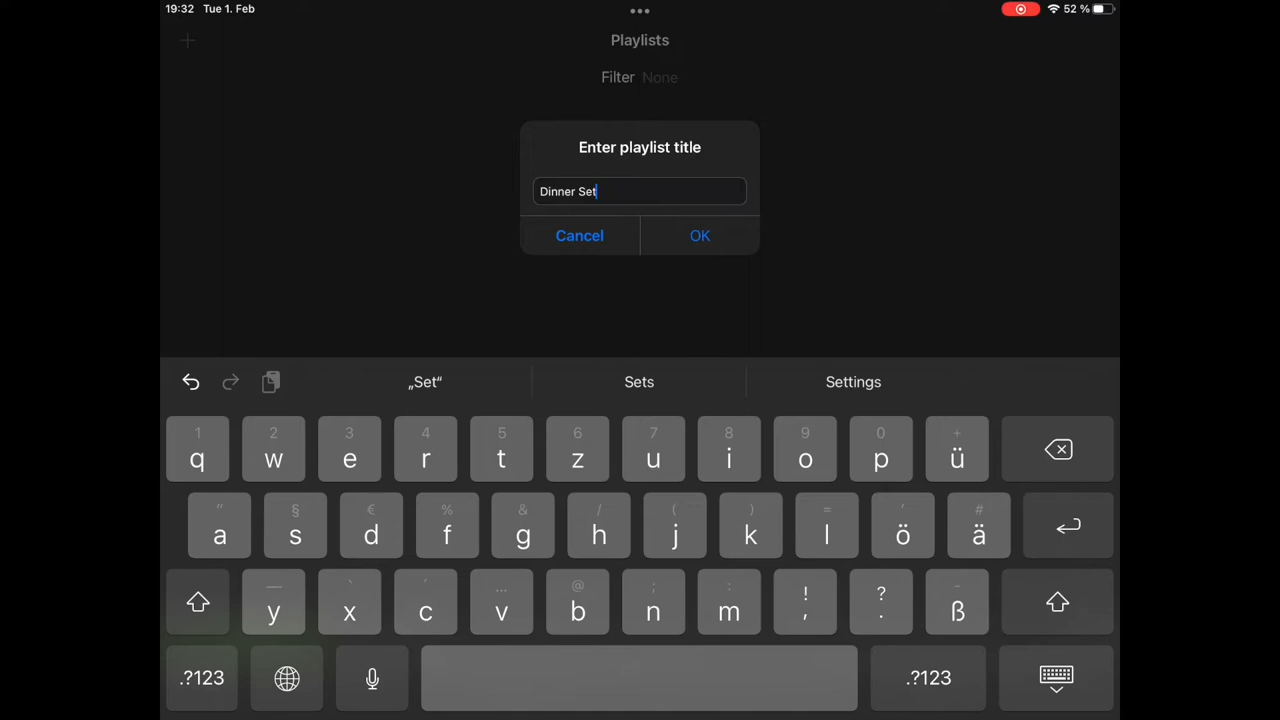 19:32 Tue 1. Feb 52 %
Playlists
Filter None
Enter playlist title
Dinner Set
Cancel OK
„Set“ Sets Settings
1 2 3 4 5 6 7 8 9 0 +
q w e r t z u i o p ü
" § € % & / ( ) = ' #
a s d f g h j k l ö ä
— ` ´ ... @ ; : ! ? -
y x c v b n m , . ß
.?123 .?123